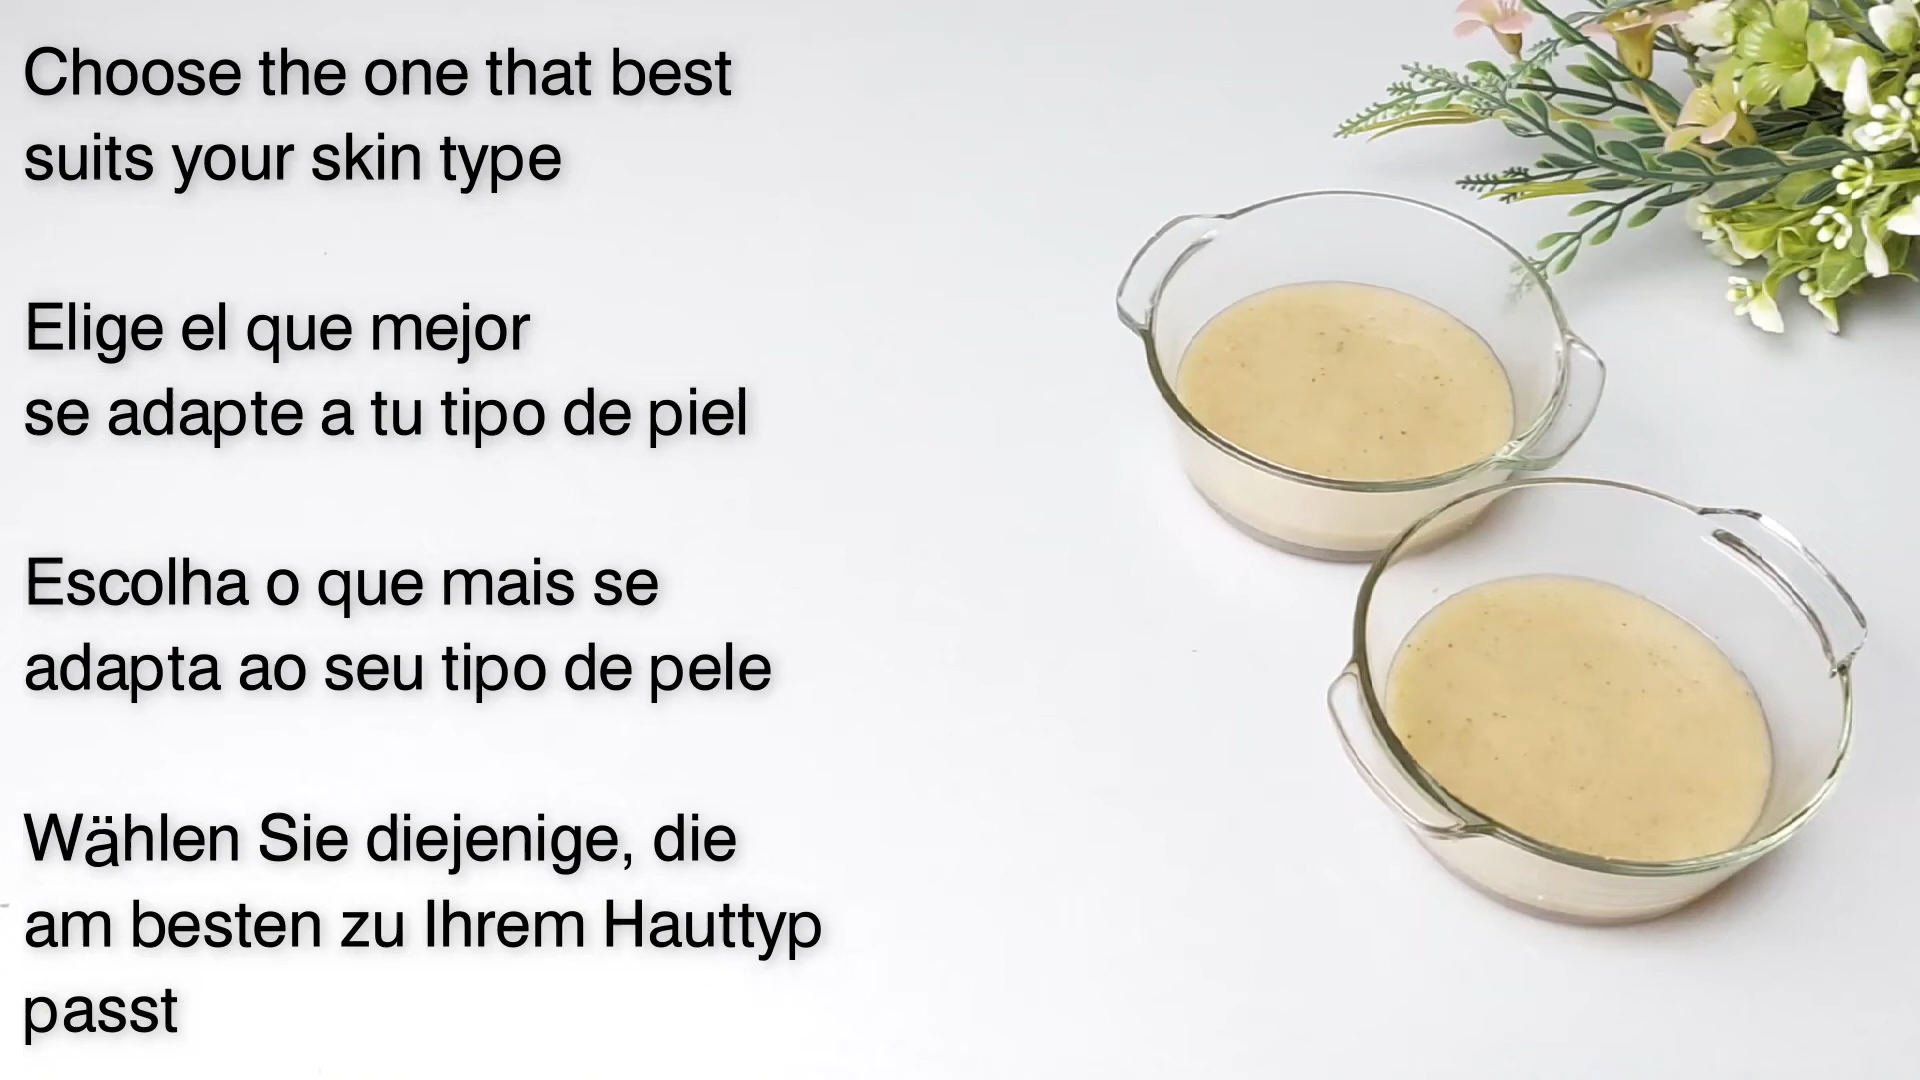 Choose the one that best
suits your skin type
Elige el que mejor
se adapte a tu tipo de piel
Escolha o que mais se
adapta ao seu tipo de pele
Wählen Sie diejenige, die
am besten zu Ihrem Hauttyp
passt